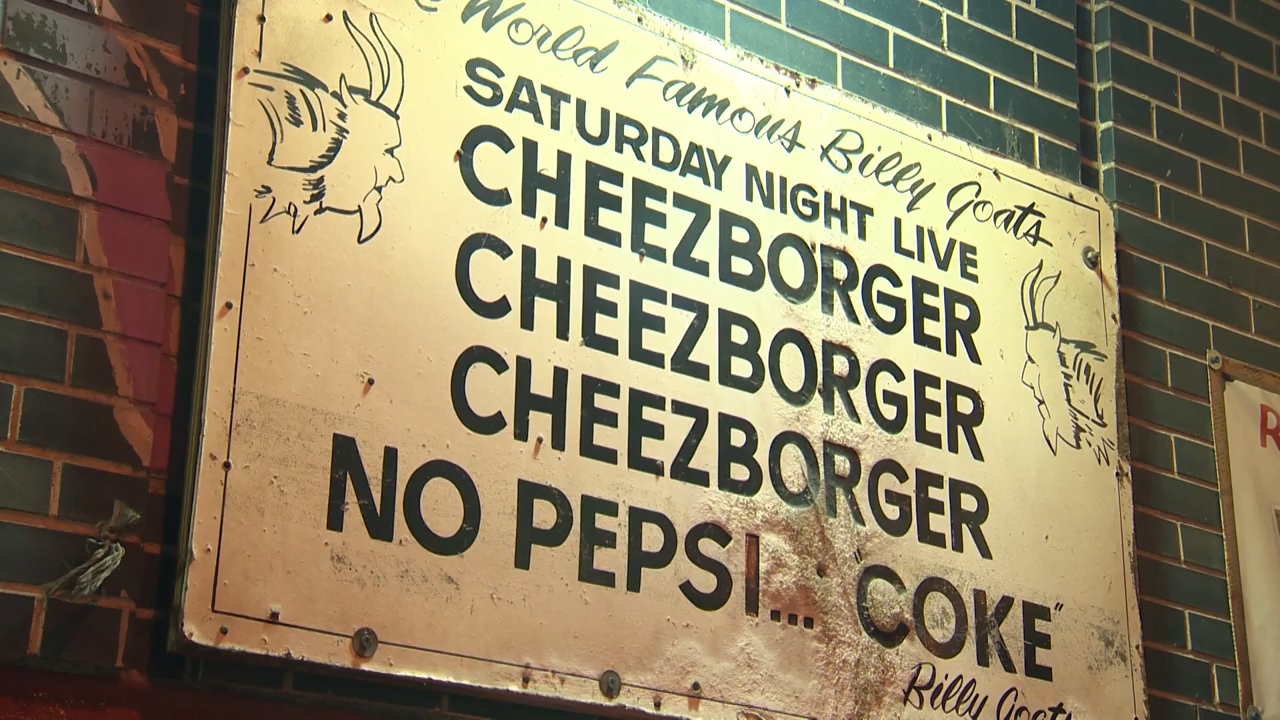 World Famous Billy Goats
SATURDAY NIGHT LIVE
CHEEZBORGER
CHEEZBORGER
CHEEZBORGER
NO PEPSI... "COKE"
Billy Goats
R